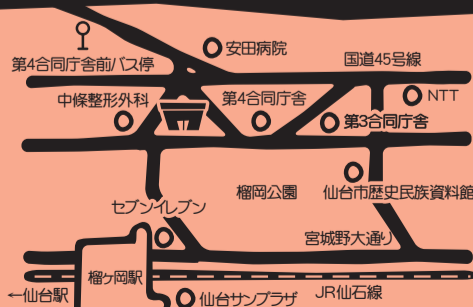 安田病院
第4合同庁舎前バス停
国道45号線
中條整形外科
第4合同庁舎
NTT
第3合同庁舎
榴岡公園
仙台市歴史民族資料館
セブンイレブン
宮城野大通り
榴ヶ岡駅
←仙台駅
仙台サンプラザ
JR仙石線